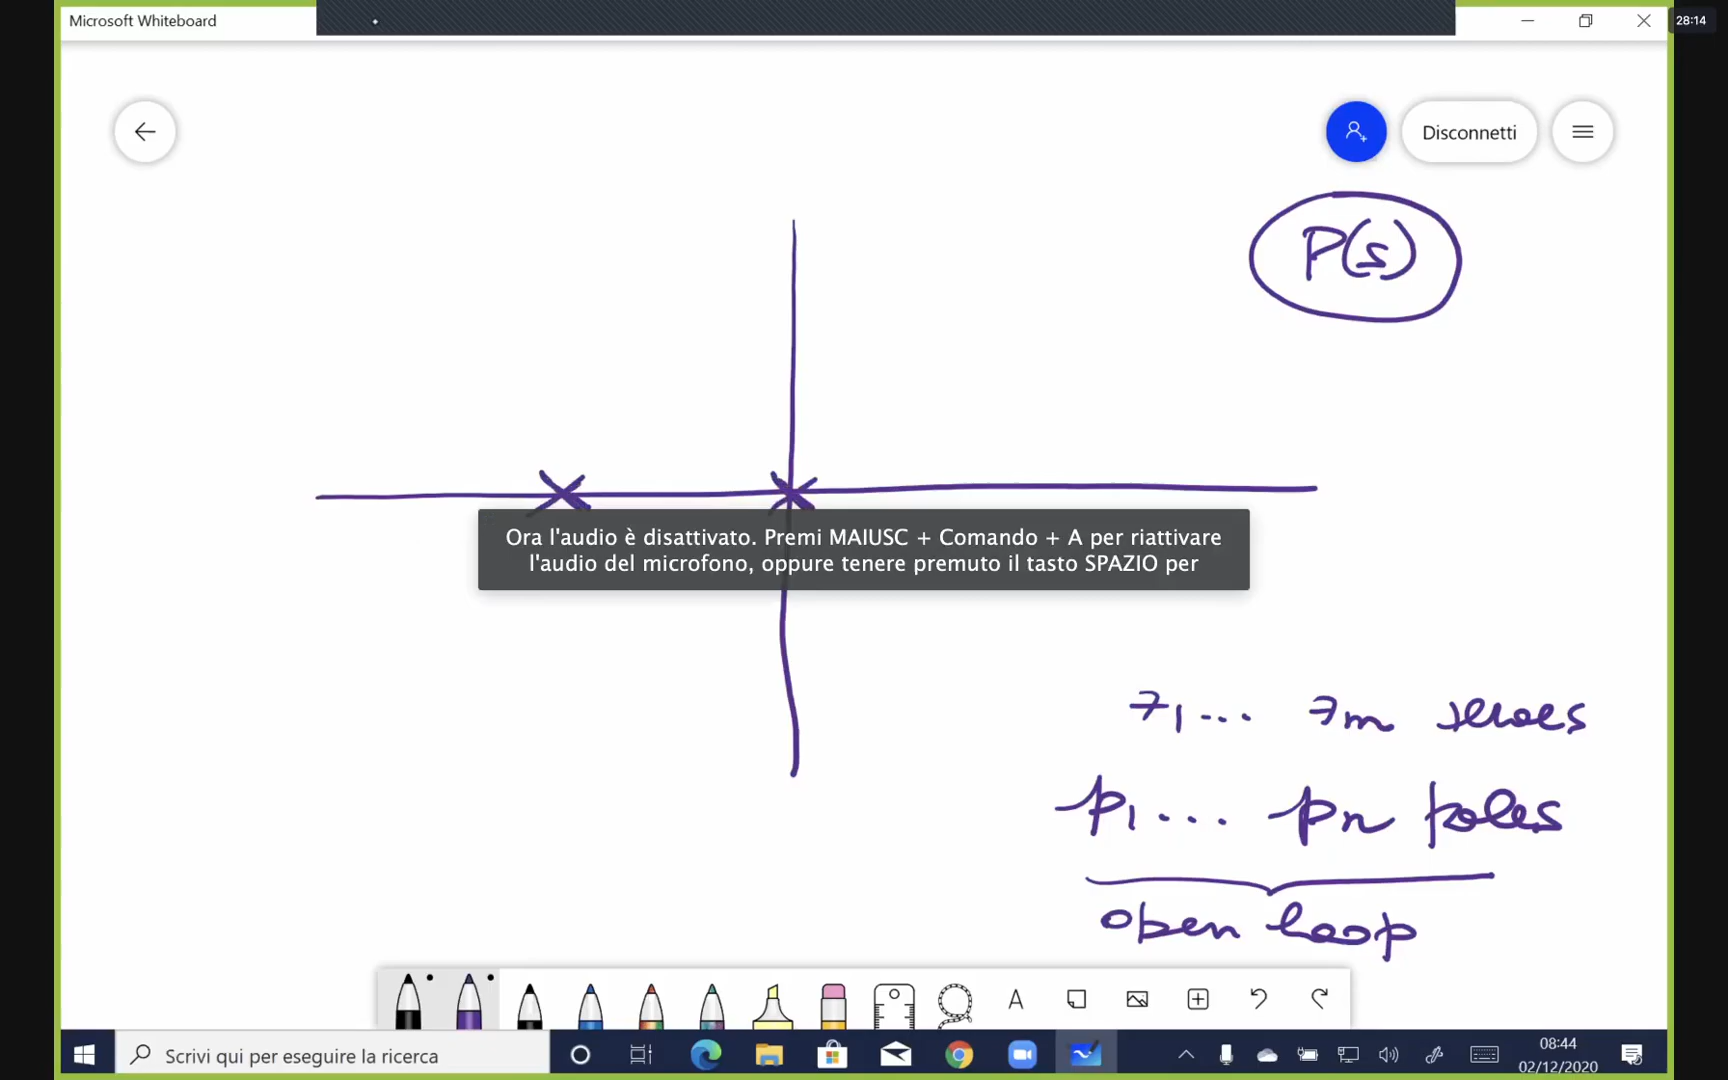 Microsoft Whiteboard
28:14
Disconnetti
P(s)
Ora l'audio è disattivato. Premi MAIUSC + Comando + A per riattivare
l'audio del microfono, oppure tenere premuto il tasto SPAZIO per
z1 ... zm zeroes
p1 ... pn poles
open loop
A
Scrivi qui per eseguire la ricerca
08:44
02/12/2020